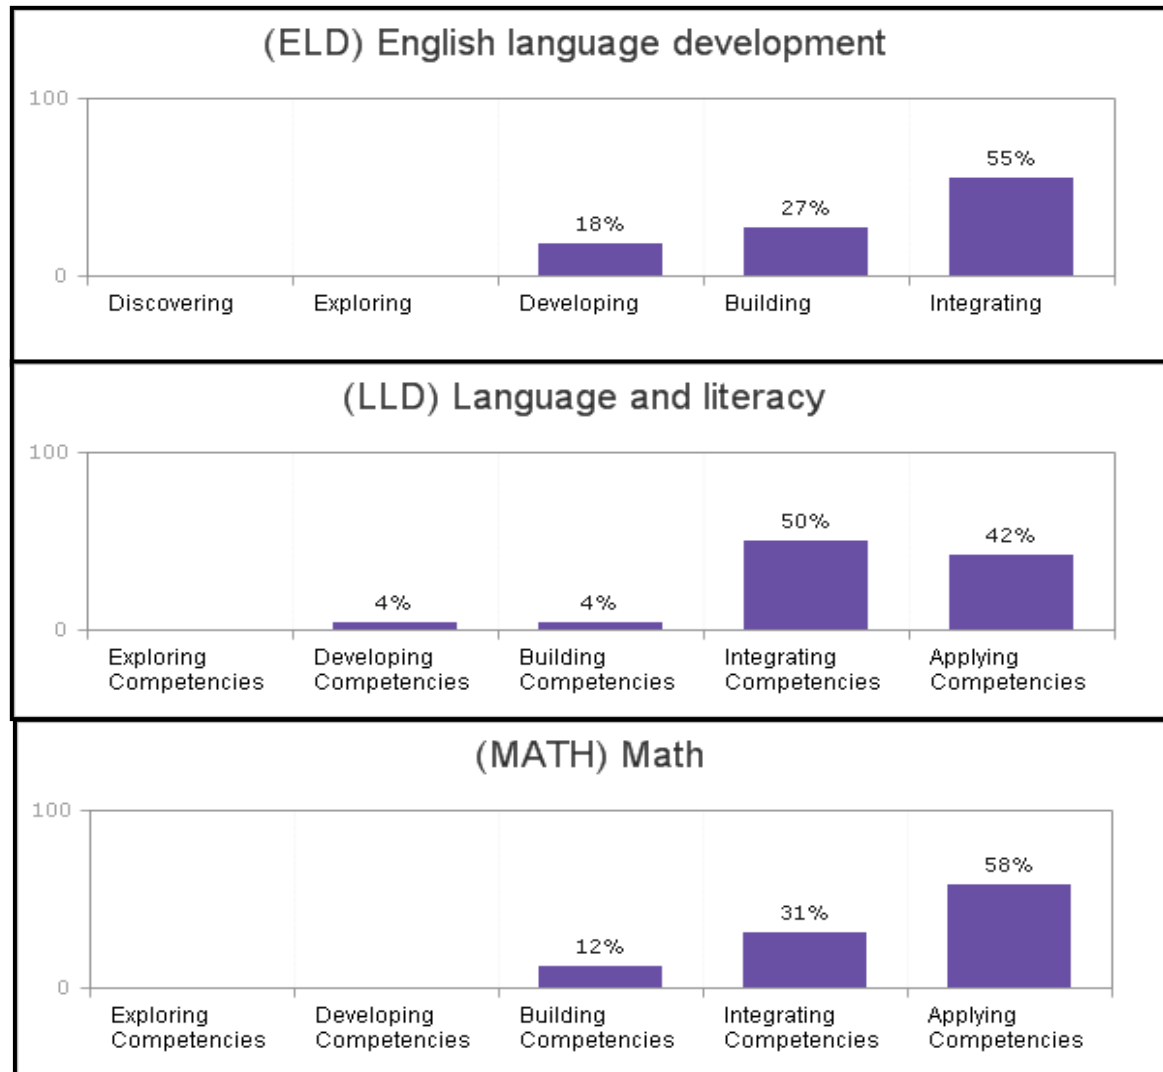 (ELD) English language development
100
55%
27%
18%
0
Discovering Exploring Developing Building Integrating
(LLD) Language and literacy
100
50%
42%
4% 4%
0
Exploring Developing Building Integrating Applying
Competencies Competencies Competencies Competencies Competencies
(MATH) Math
100
58%
31%
12%
0
Exploring Developing Building Integrating Applying
Competencies Competencies Competencies Competencies Competencies